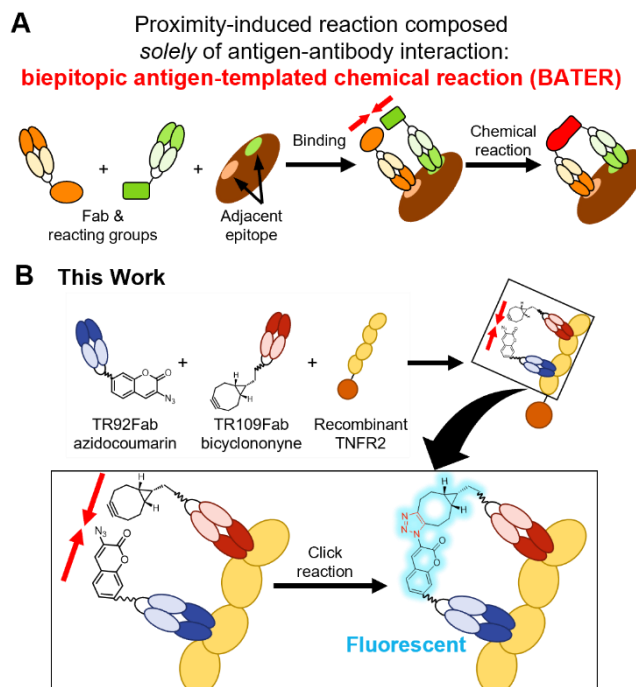 A
Proximity-induced reaction composed
solely of antigen-antibody interaction:
biepitopic antigen-templated chemical reaction (BATER)
+
+
Binding
Chemical
reaction
Fab &
reacting groups
Adjacent
epitope
B This Work
+
+
O
O
N3
H
H
TR92Fab
azidocoumarin
TR109Fab
bicyclononyne
Recombinant
TNFR2
H
H
N3
O
O
Click
reaction
H
H
N
N
N
O
O
Fluorescent